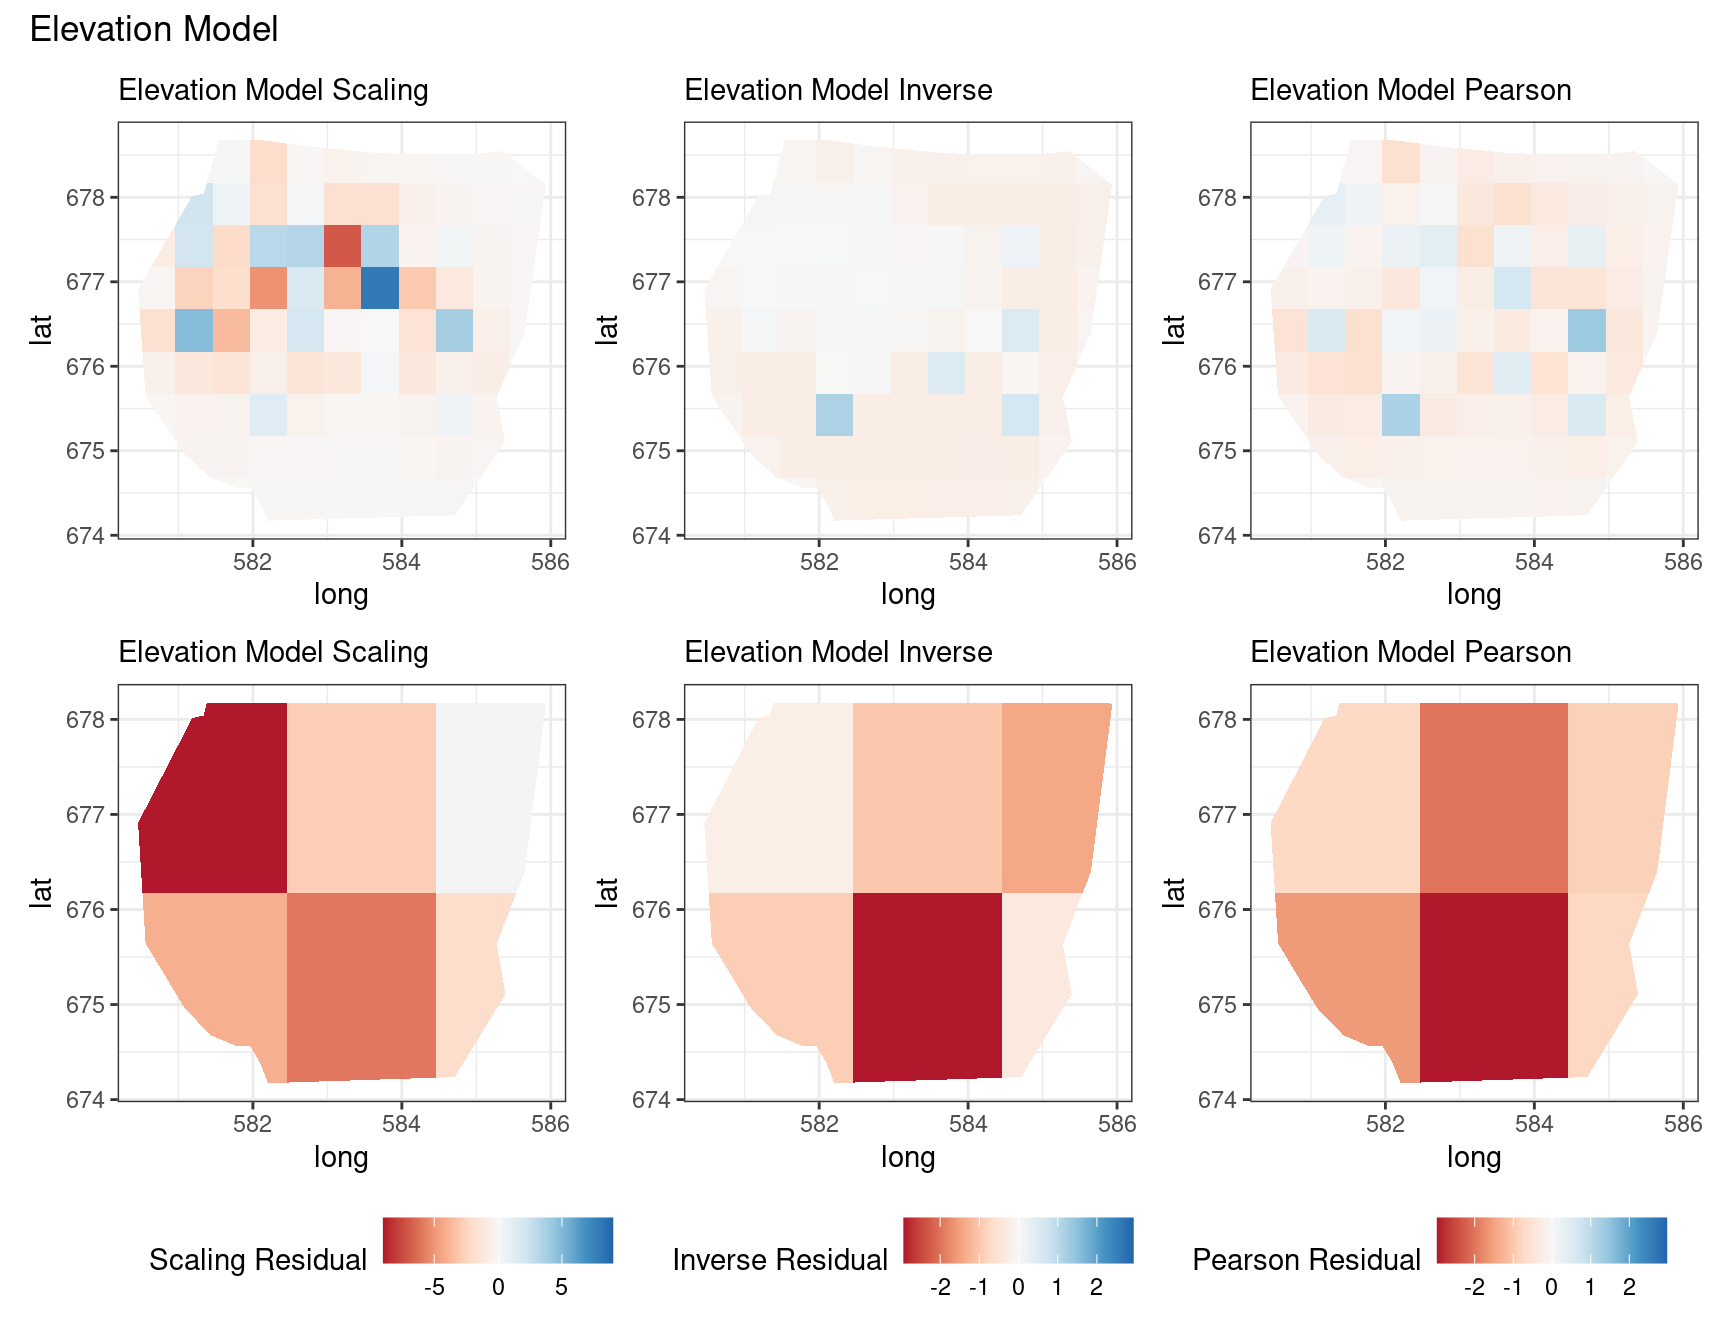 Elevation Model
Elevation Model Scaling
Elevation Model Inverse
Elevation Model Pearson
lat
678
677
676
675
674
582 584 586
long
lat
678
677
676
675
674
582 584 586
long
lat
678
677
676
675
674
582 584 586
long
Elevation Model Scaling
Elevation Model Inverse
Elevation Model Pearson
lat
678
677
676
675
674
582 584 586
long
lat
678
677
676
675
674
582 584 586
long
lat
678
677
676
675
674
582 584 586
long
Scaling Residual
-5 0 5
Inverse Residual
-2 -1 0 1 2
Pearson Residual
-2 -1 0 1 2